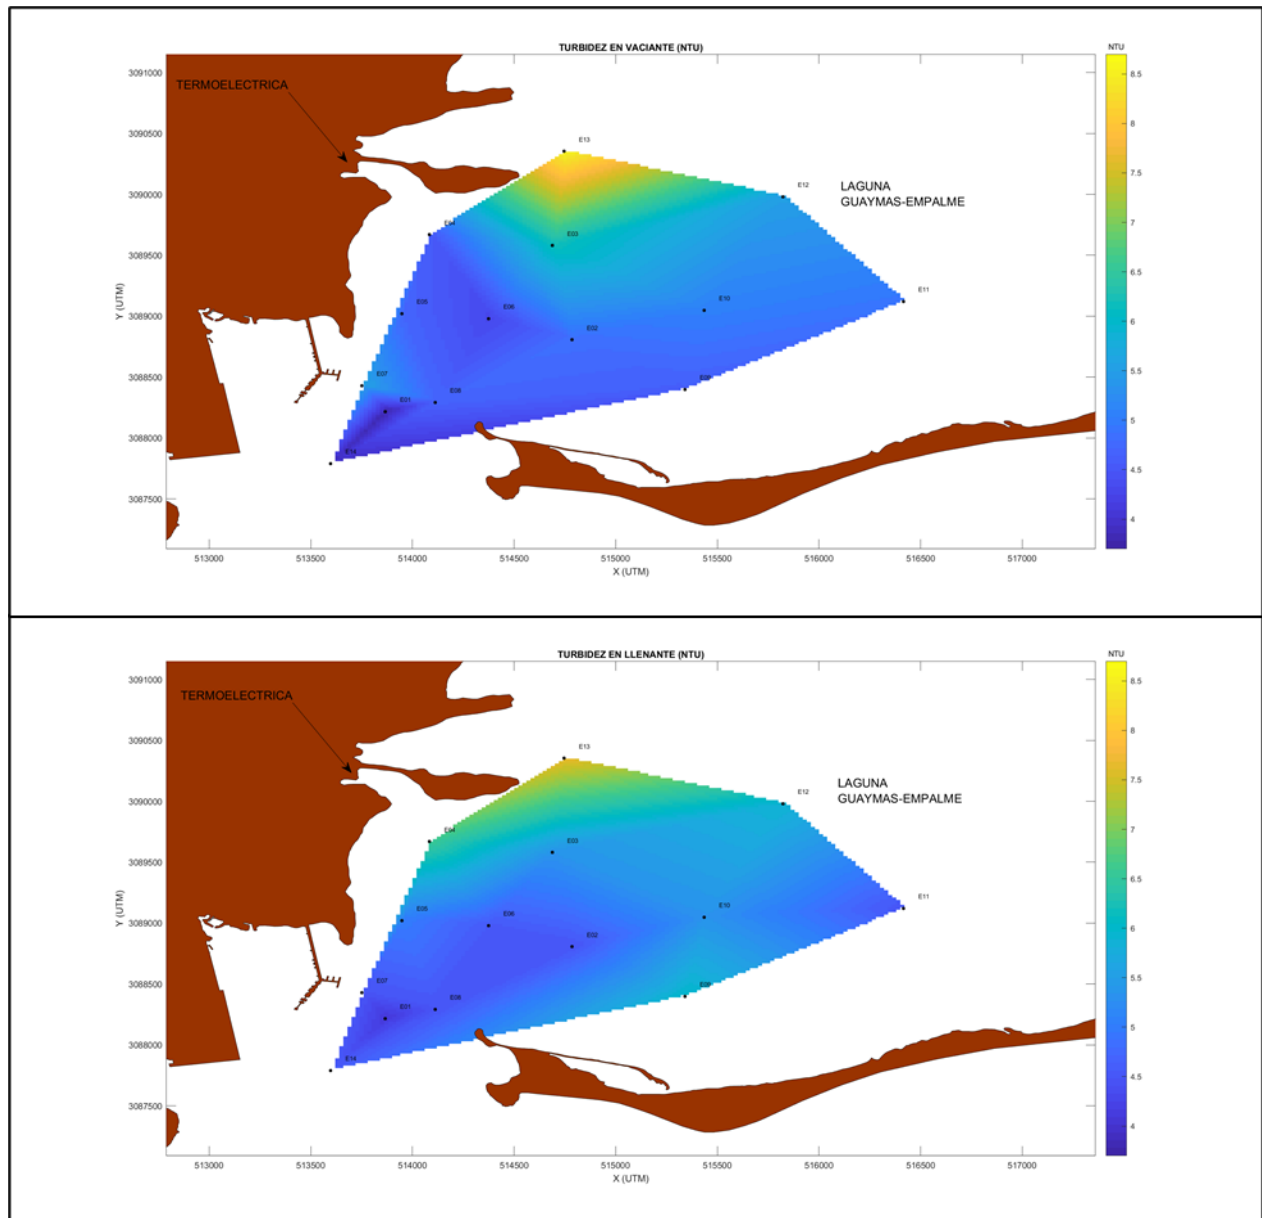 TURBIDEZ EN VACIANTE (NTU)
NTU
TERMOELECTRICA
LAGUNA
GUAYMAS-EMPALME
E13
E12
E04
E03
E11
E05
E06
E10
E02
E07
E09
E01
E08
E14
8.5
8
7.5
7
6.5
6
5.5
5
4.5
4
3091000
3090500
3090000
3089500
3089000
3088500
3088000
3087500
Y (UTM)
513000 513500 514000 514500 515000 515500 516000 516500 517000
X (UTM)
TURBIDEZ EN LLENANTE (NTU)
NTU
TERMOELECTRICA
LAGUNA
GUAYMAS-EMPALME
E13
E12
E04
E03
E11
E05
E06
E10
E02
E07
E09
E01
E08
E14
8.5
8
7.5
7
6.5
6
5.5
5
4.5
4
3091000
3090500
3090000
3089500
3089000
3088500
3088000
3087500
Y (UTM)
513000 513500 514000 514500 515000 515500 516000 516500 517000
X (UTM)